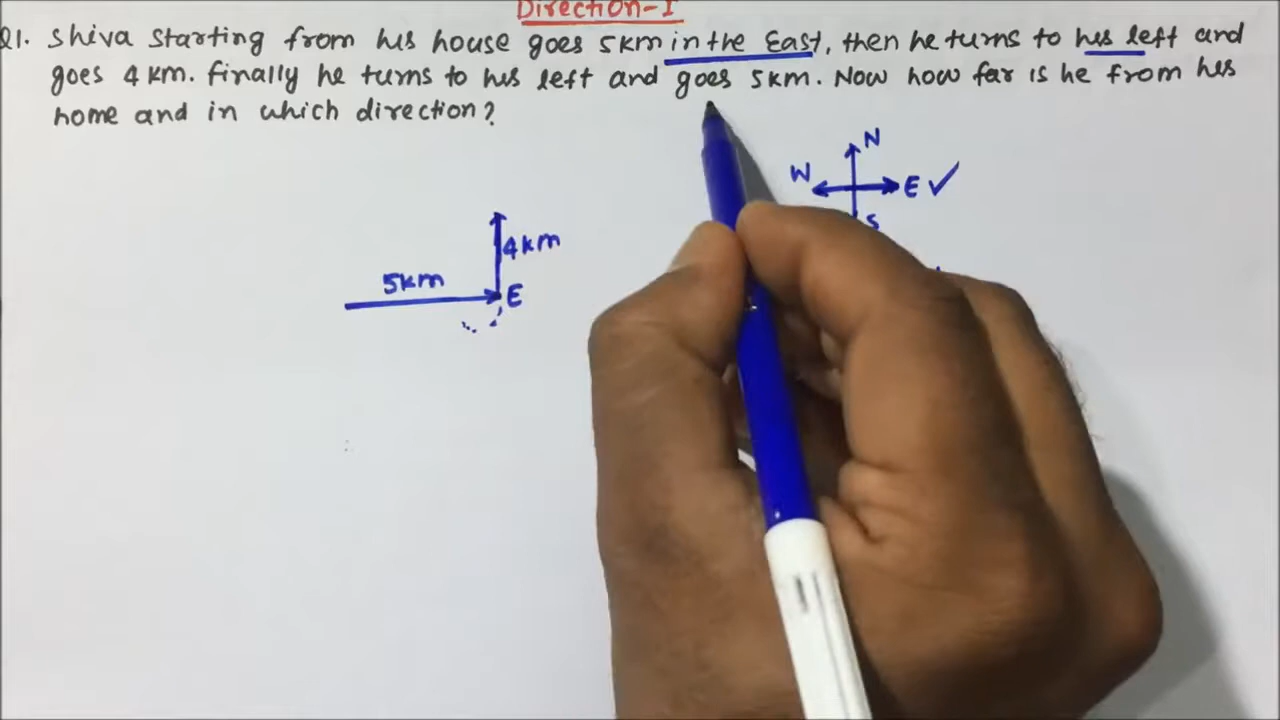 Direction-I
Q1. Shiva starting from his house goes 5km in the East, then he turns to his left and
goes 4 km. finally he turns to his left and goes 5km. Now how far is he from his
home and in which direction?
N
W E
S
4km
5km
E